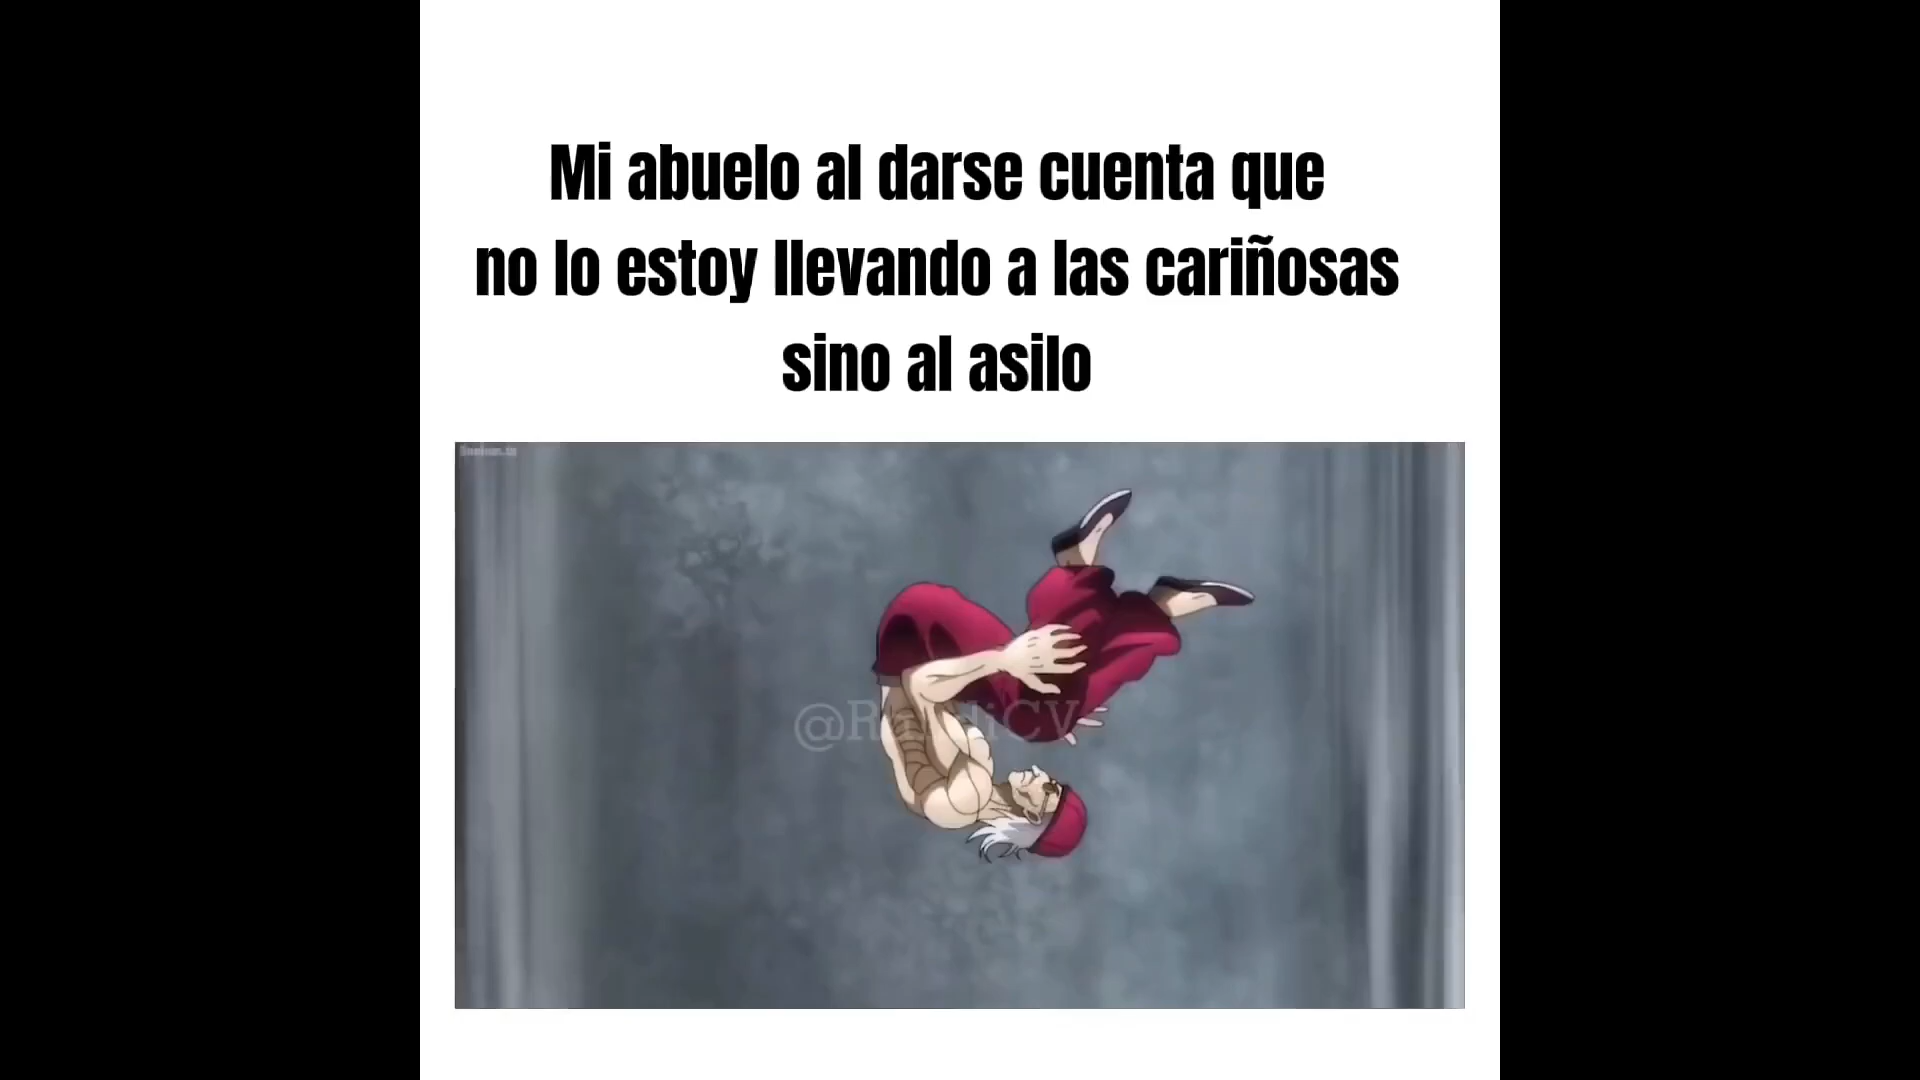 Mi abuelo al darse cuenta que
no lo estoy llevando a las cariñosas
sino al asilo